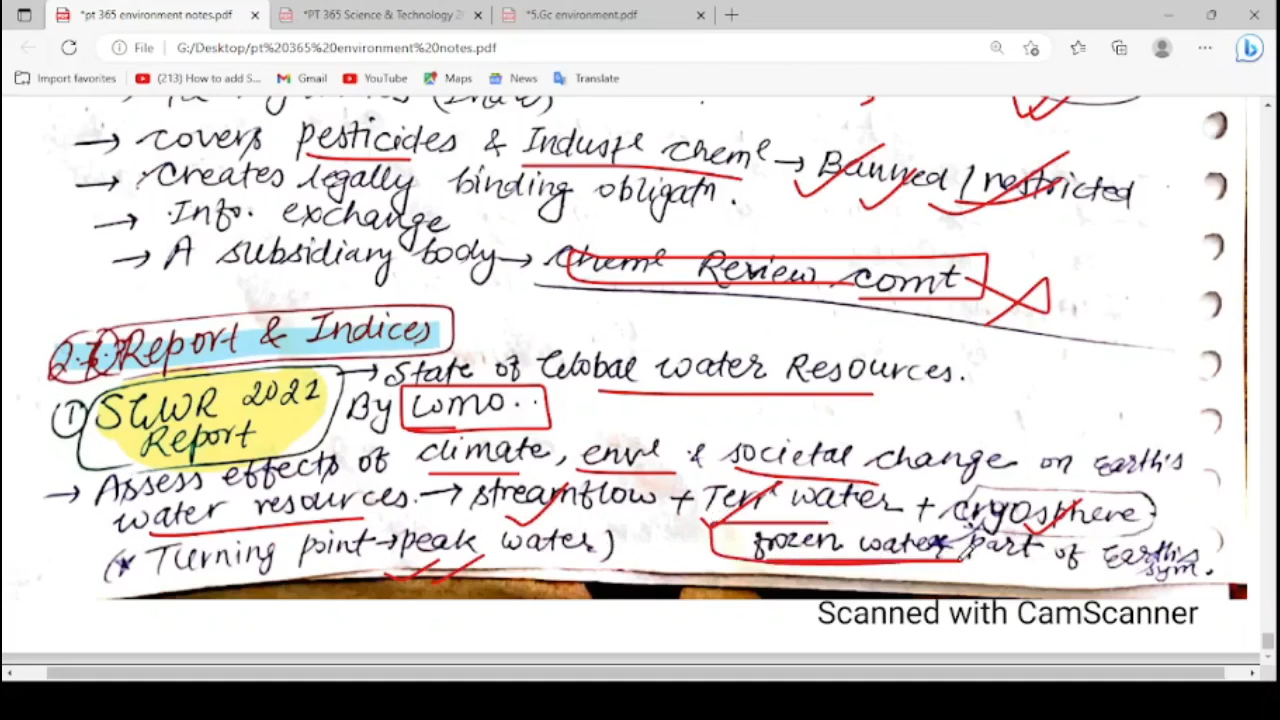 *pt 365 environment notes.pdf
*PT 365 Science & Technology 2
*5.Gc environment.pdf
File
G:/Desktop/pt%20365%20environment%20notes.pdf
Import favorites
(213) How to add S...
Gmail
YouTube
Maps
News
Translate
→ covers pesticides & Industl cheml → Banned / restricted
→ Creates legally binding obligatn.
→ Info. exchange
→ A subsidiary body → Cheml Review comt
2.7. Report & Indices
→ State of Global water Resources.
① SGWR 2021 Report By WMO..
→ Assess effects of climate, envl & societal change on Earth's
water resources. → streamflow + Terr water + cryosphere
(* Turning point → peak water)
frozen water part of Earth's sym.
Scanned with CamScanner